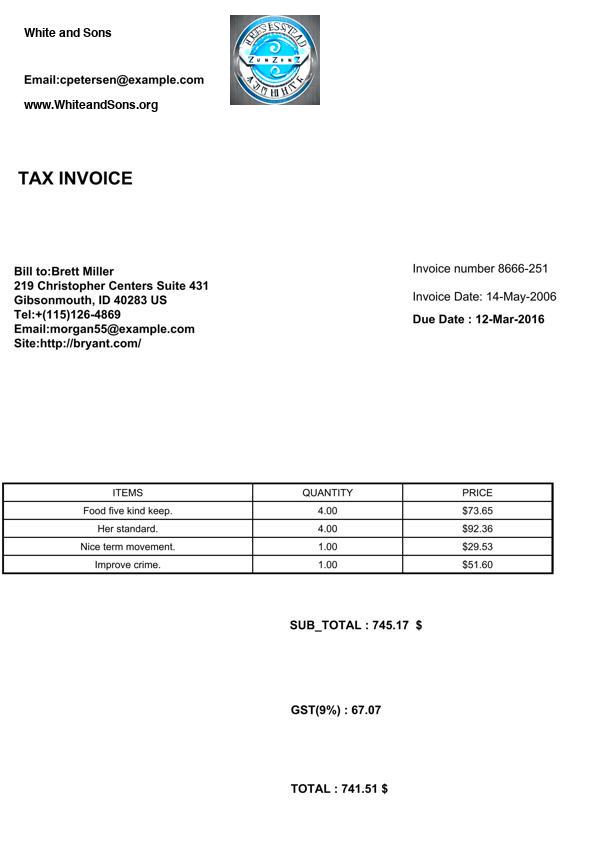 White and Sons
Email:cpetersen@example.com
www.WhiteandSons.org
ZunZenZ
TAX INVOICE
Bill to:Brett Miller
219 Christopher Centers Suite 431
Gibsonmouth, ID 40283 US
Tel:+(115)126-4869
Email:morgan55@example.com
Site:http://bryant.com/
Invoice number 8666-251
Invoice Date: 14-May-2006
Due Date : 12-Mar-2016
ITEMS QUANTITY PRICE
Food five kind keep. 4.00 $73.65
Her standard. 4.00 $92.36
Nice term movement. 1.00 $29.53
Improve crime. 1.00 $51.60
SUB_TOTAL : 745.17 $
GST(9%) : 67.07
TOTAL : 741.51 $